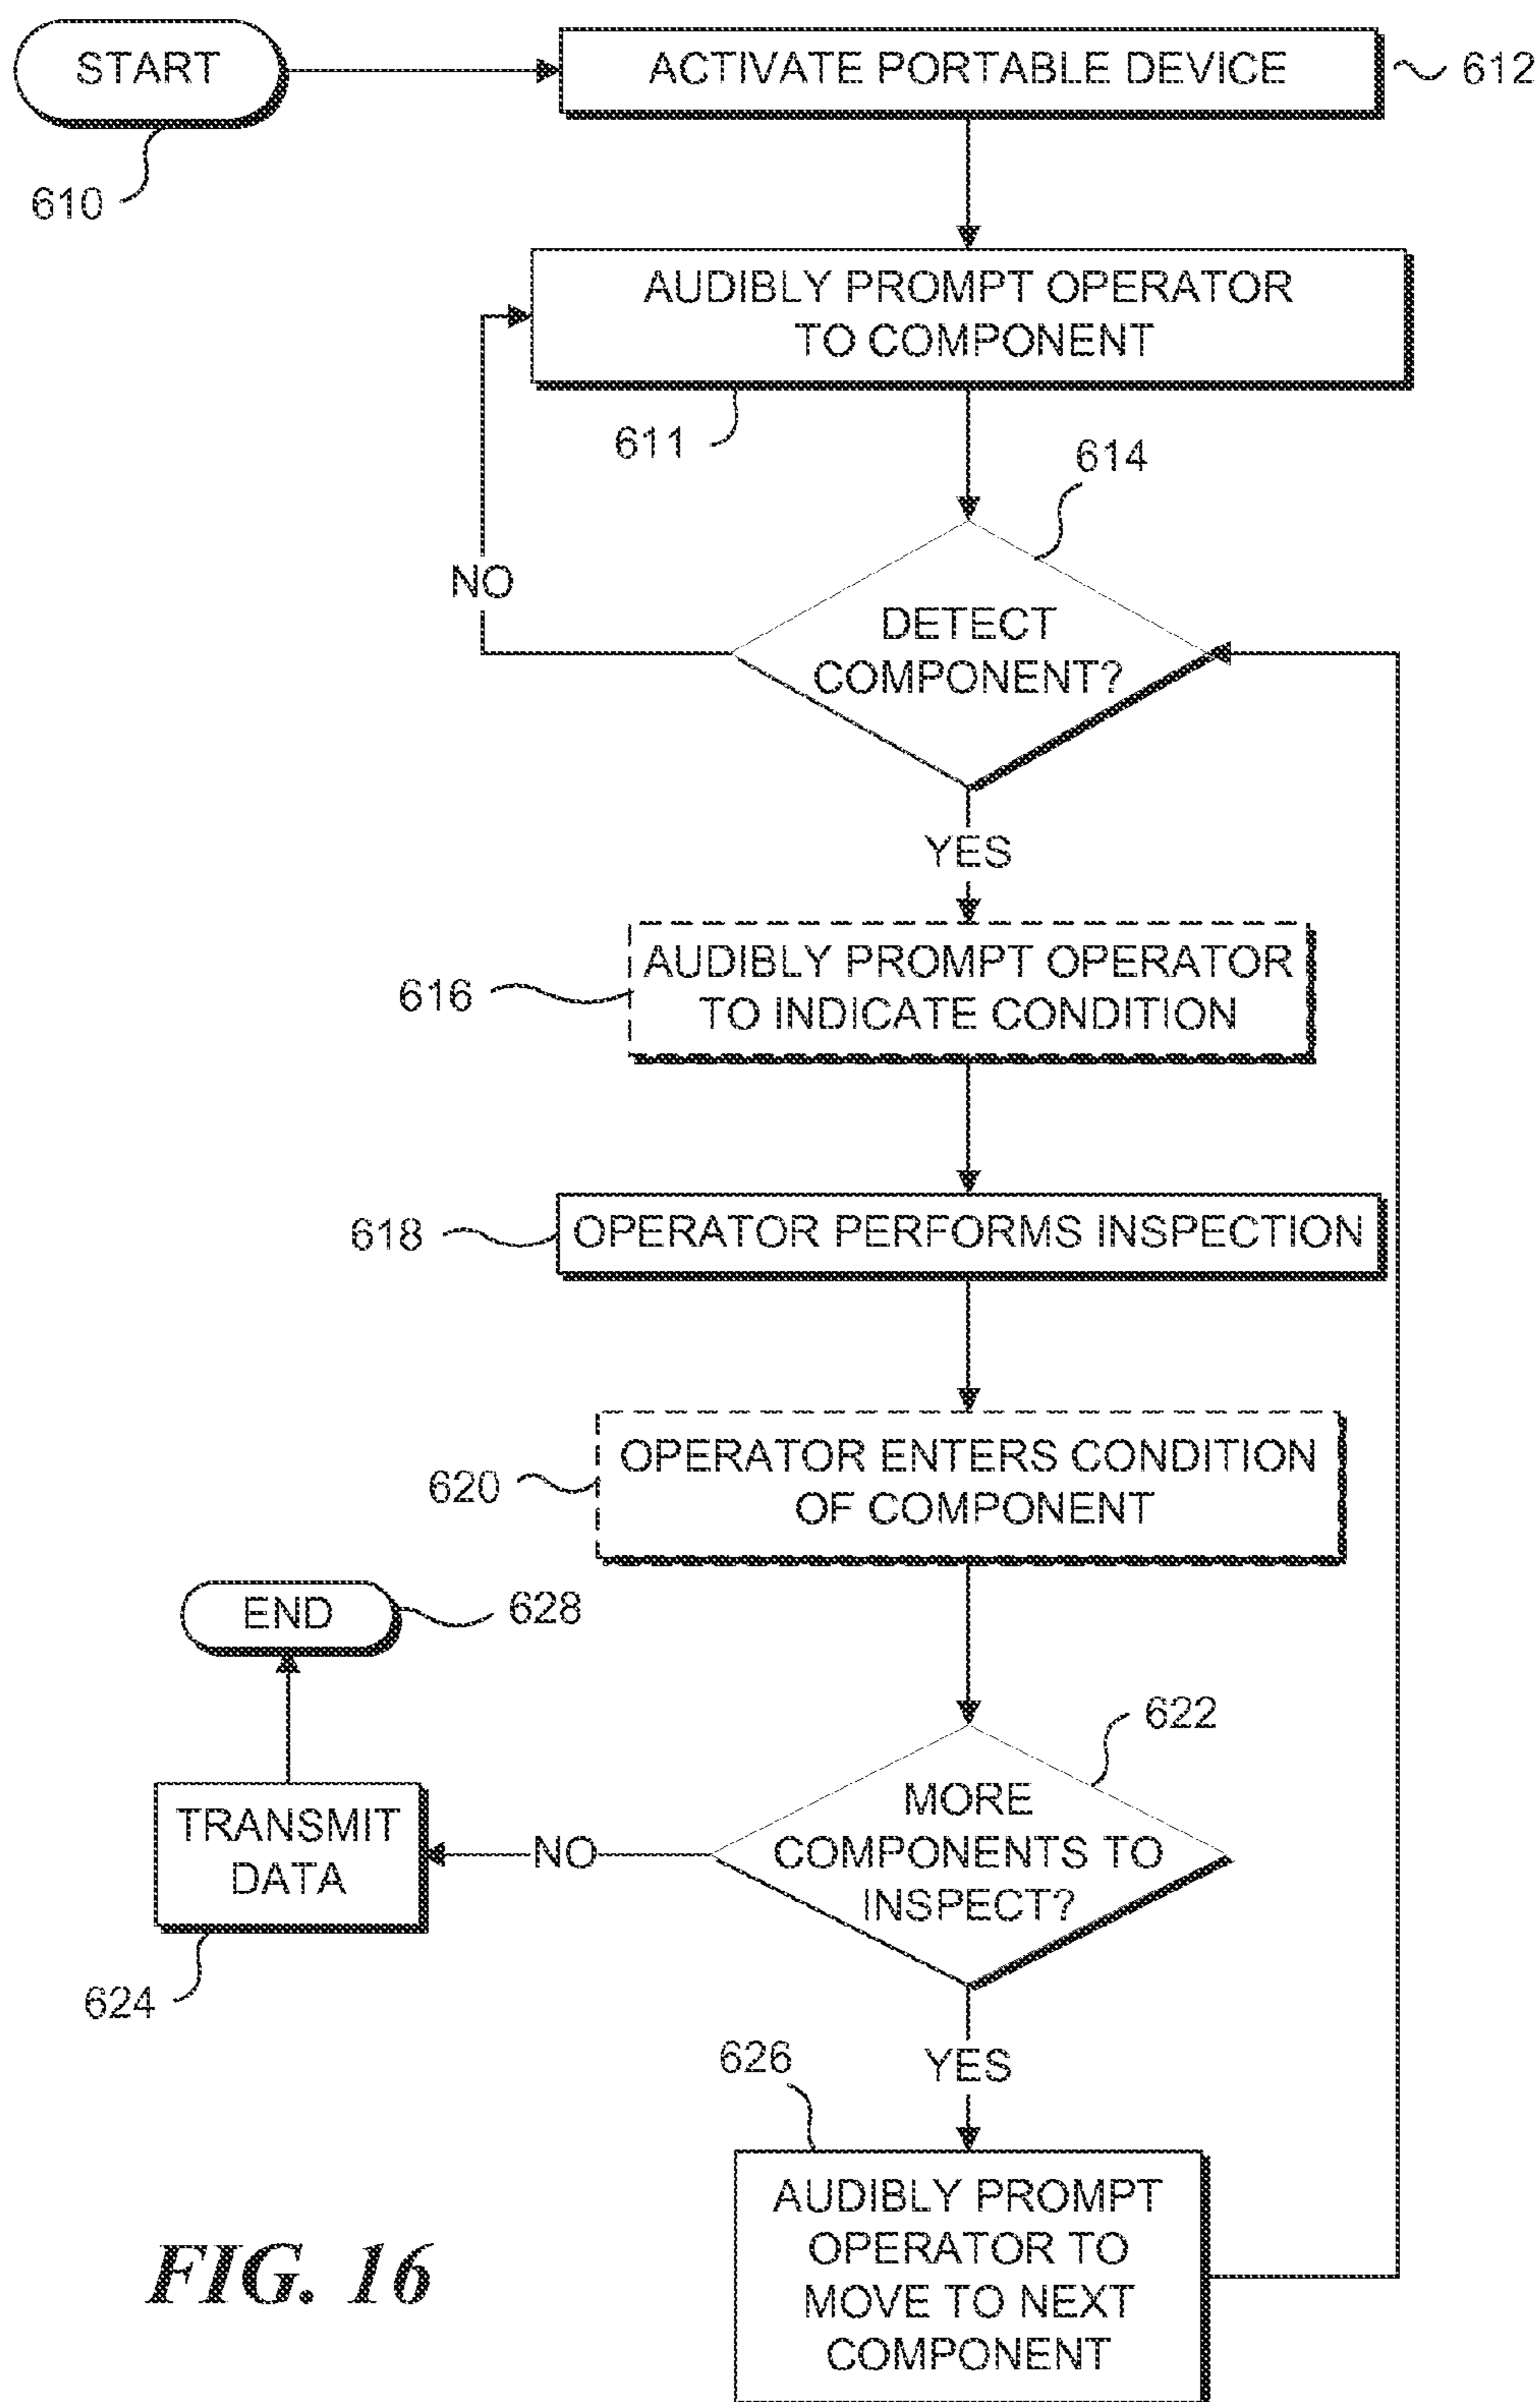 START
ACTIVATE PORTABLE DEVICE
612
610
AUDIBLY PROMPT OPERATOR
TO COMPONENT
611
614
NO
DETECT
COMPONENT?
YES
616
AUDIBLY PROMPT OPERATOR
TO INDICATE CONDITION
618
OPERATOR PERFORMS INSPECTION
620
OPERATOR ENTERS CONDITION
OF COMPONENT
END
628
622
MORE
COMPONENTS TO
INSPECT?
NO
TRANSMIT
DATA
624
YES
626
AUDIBLY PROMPT
OPERATOR TO
MOVE TO NEXT
COMPONENT
FIG. 16